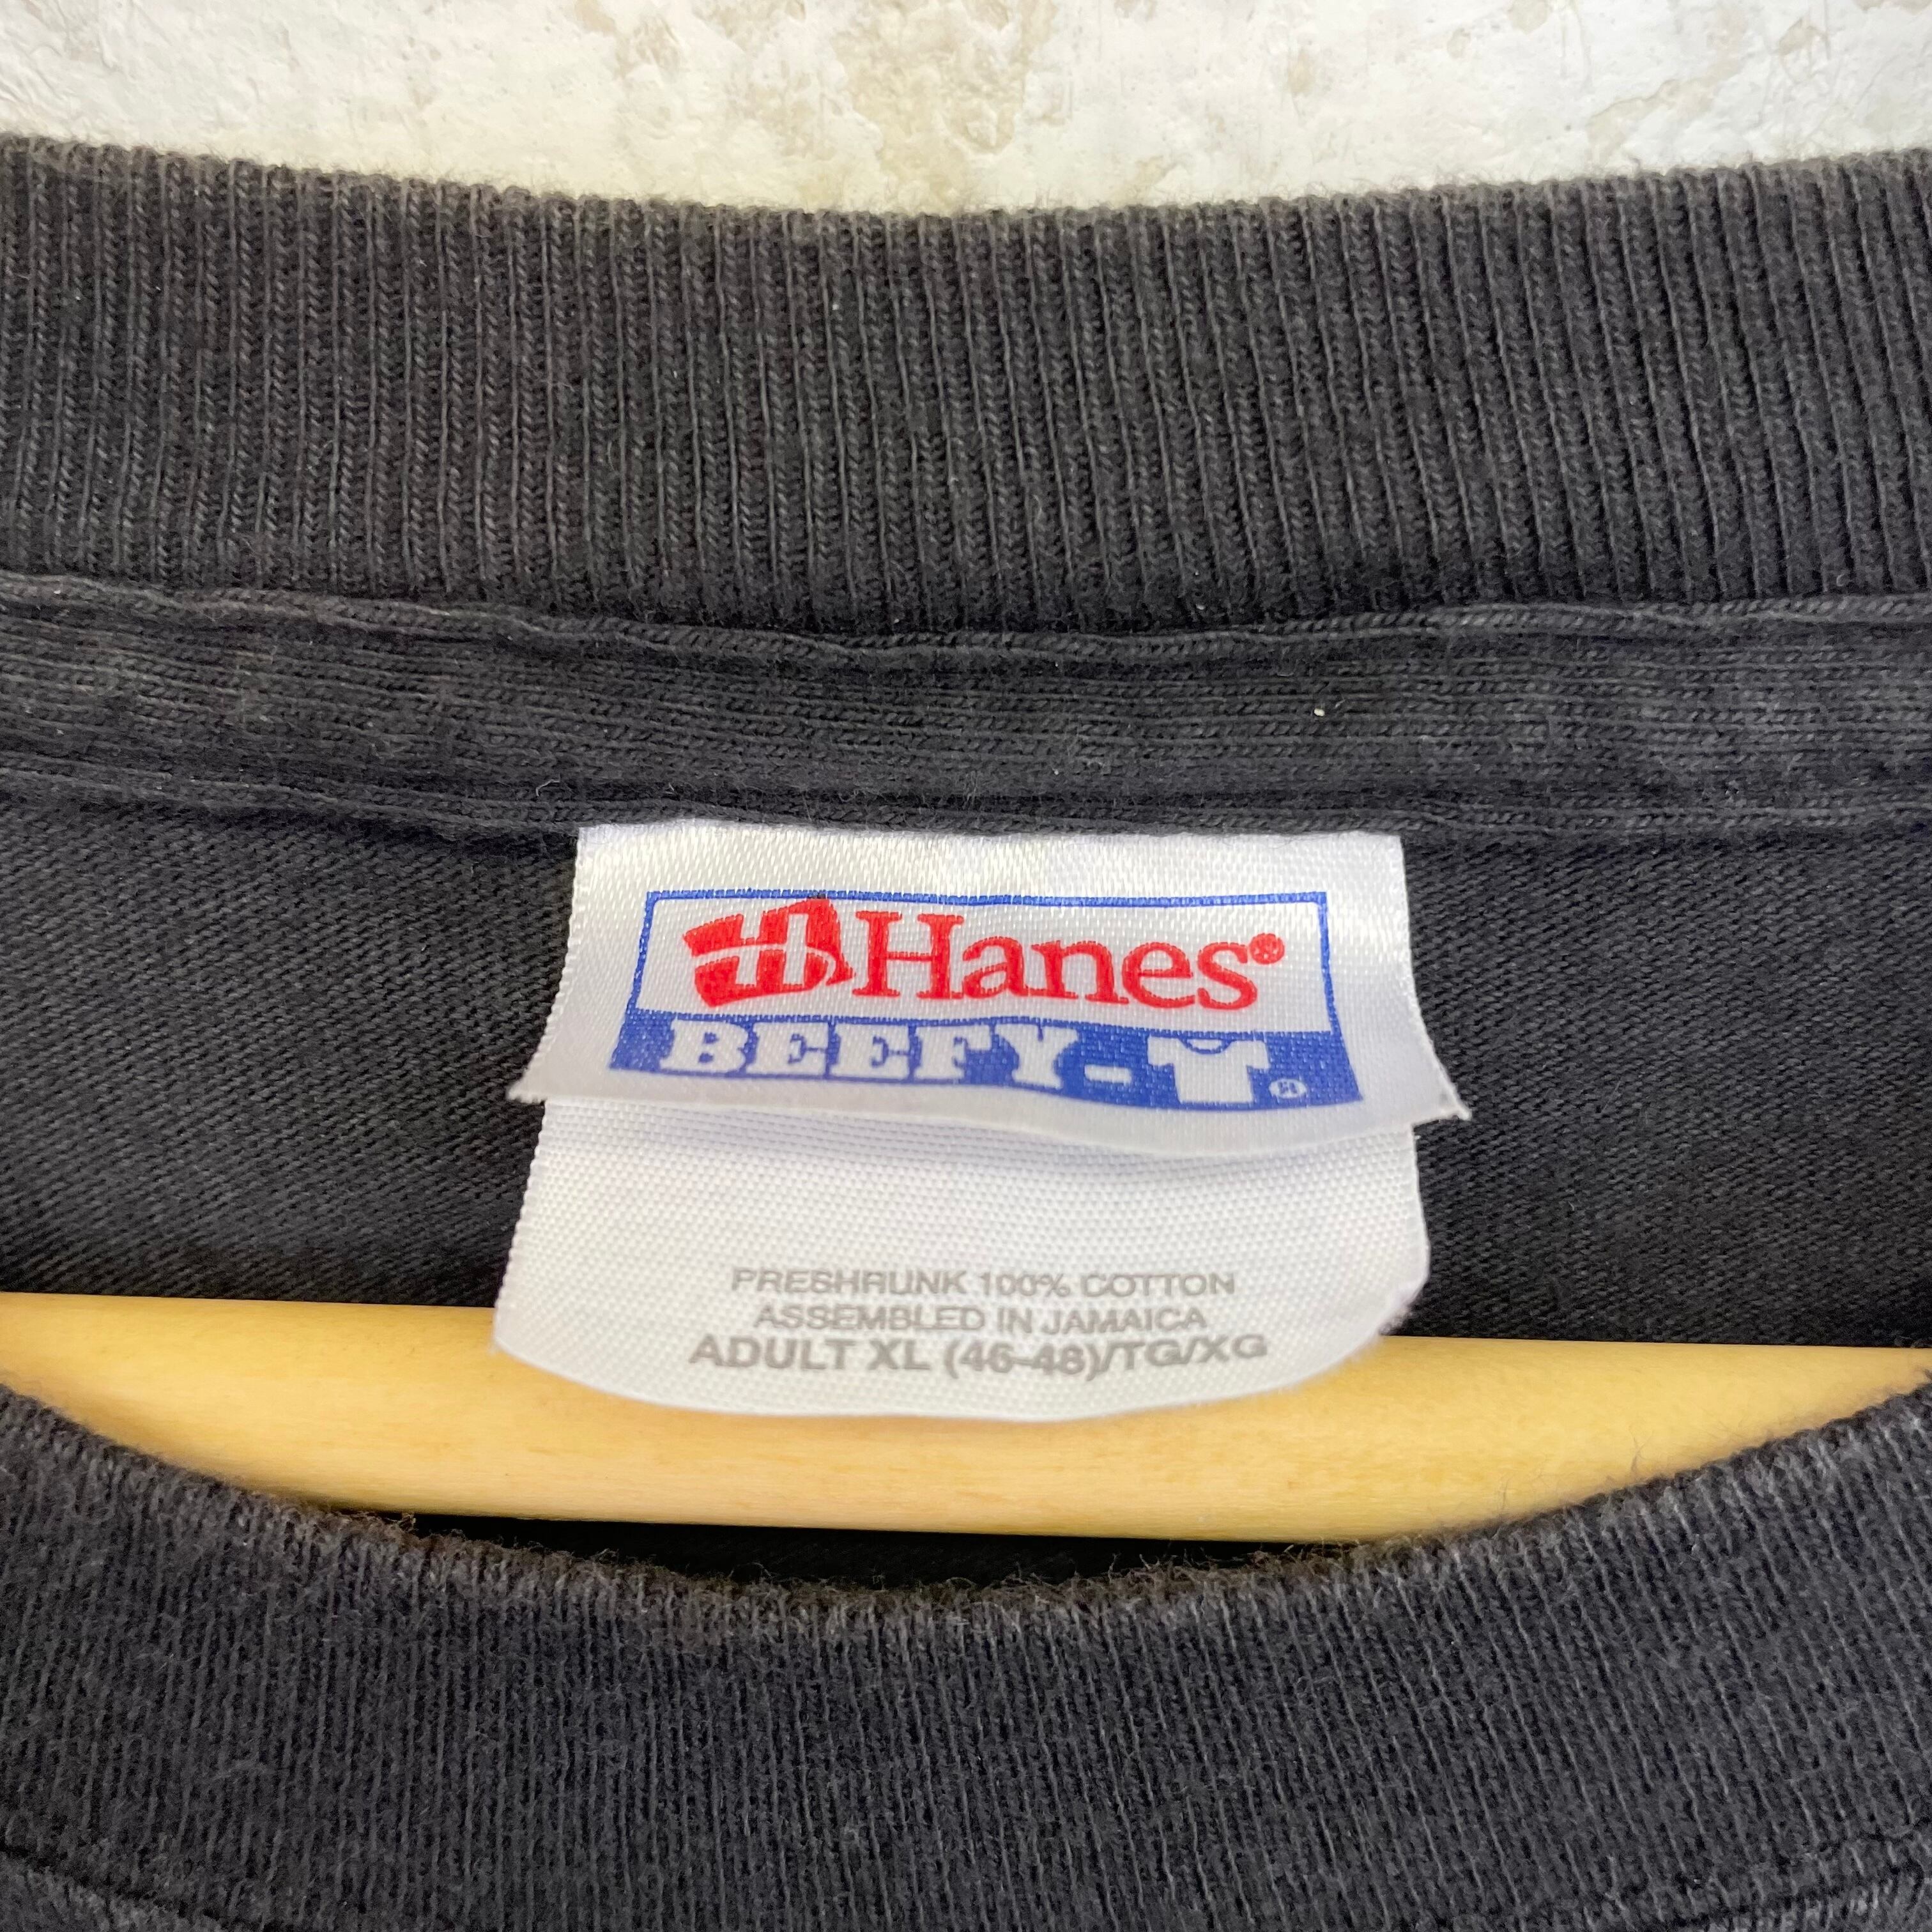 Hanes®
BEEFY-T®
PRESHRUNK 100% COTTON
ASSEMBLED IN JAMAICA
ADULT XL (46-48)/TG/XG